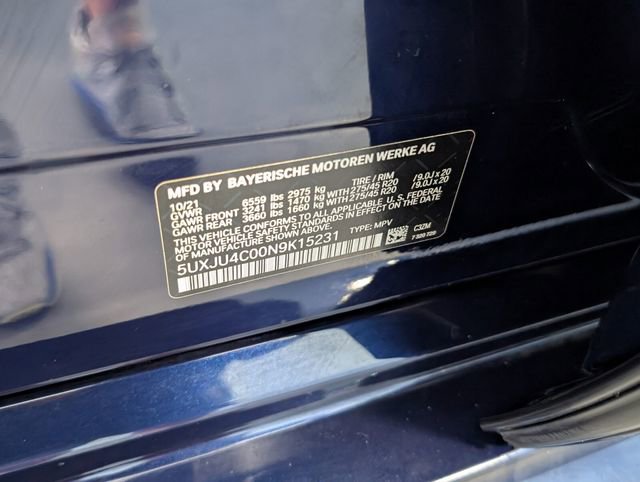 MFD BY BAYERISCHE MOTOREN WERKE AG
10/21 TIRE / RIM
GVWR 6559 lbs 2975 kg
GAWR FRONT 3241 lbs 1470 kg WITH 275/45 R20 /9.0J x 20
GAWR REAR 3660 lbs 1660 kg WITH 275/45 R20 /9.0J x 20
THIS VEHICLE CONFORMS TO ALL APPLICABLE U.S. FEDERAL
MOTOR VEHICLE SAFETY STANDARDS IN EFFECT ON THE DATE OF
MANUFACTURE SHOWN ABOVE.
5UXJU4C00N9K15231 TYPE: MPV C3ZM